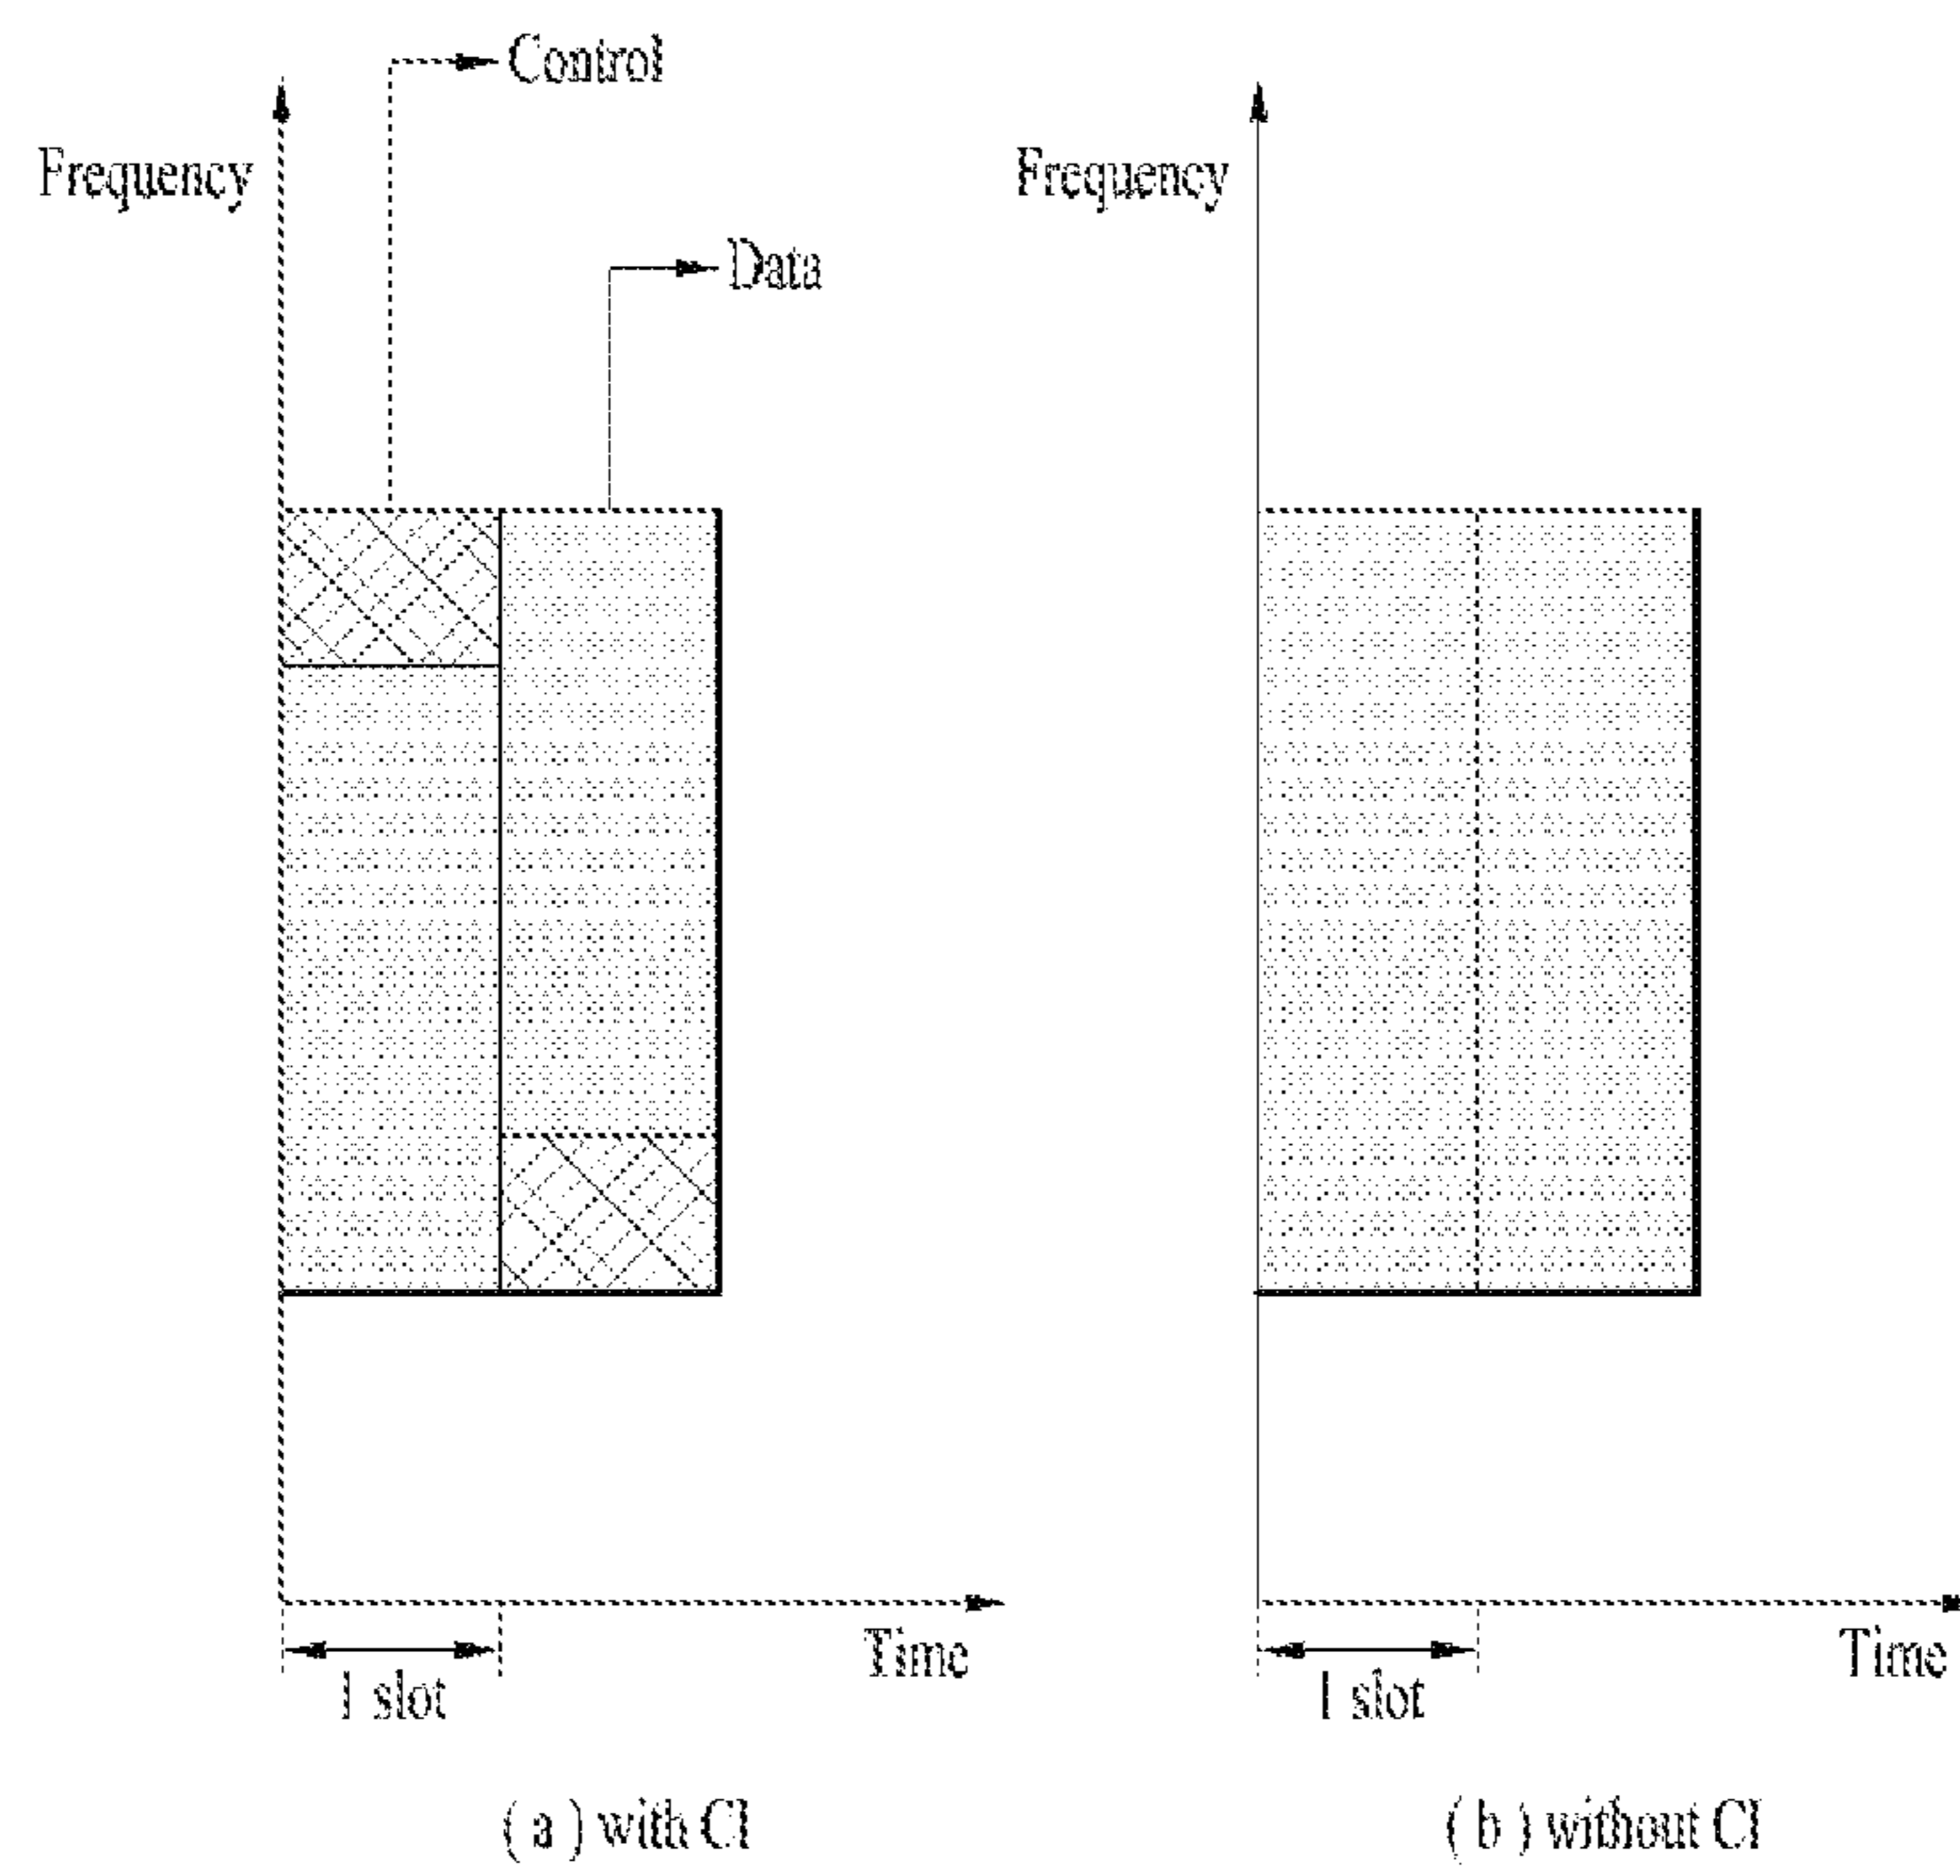 Control
Frequency
Data
Time
1 slot
( a ) with CI
Frequency
Time
1 slot
( b ) without CI